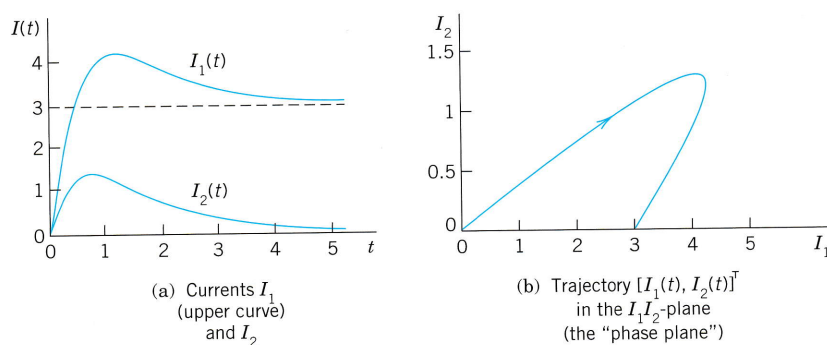 I(t)
4
3
2
1
0
I₁(t)
I₂(t)
0 1 2 3 4 5 t
(a) Currents I₁
(upper curve)
and I₂
I₂
1.5
1
0.5
0
0 1 2 3 4 5 I₁
(b) Trajectory [I₁(t), I₂(t)]ᵀ
in the I₁I₂-plane
(the “phase plane”)